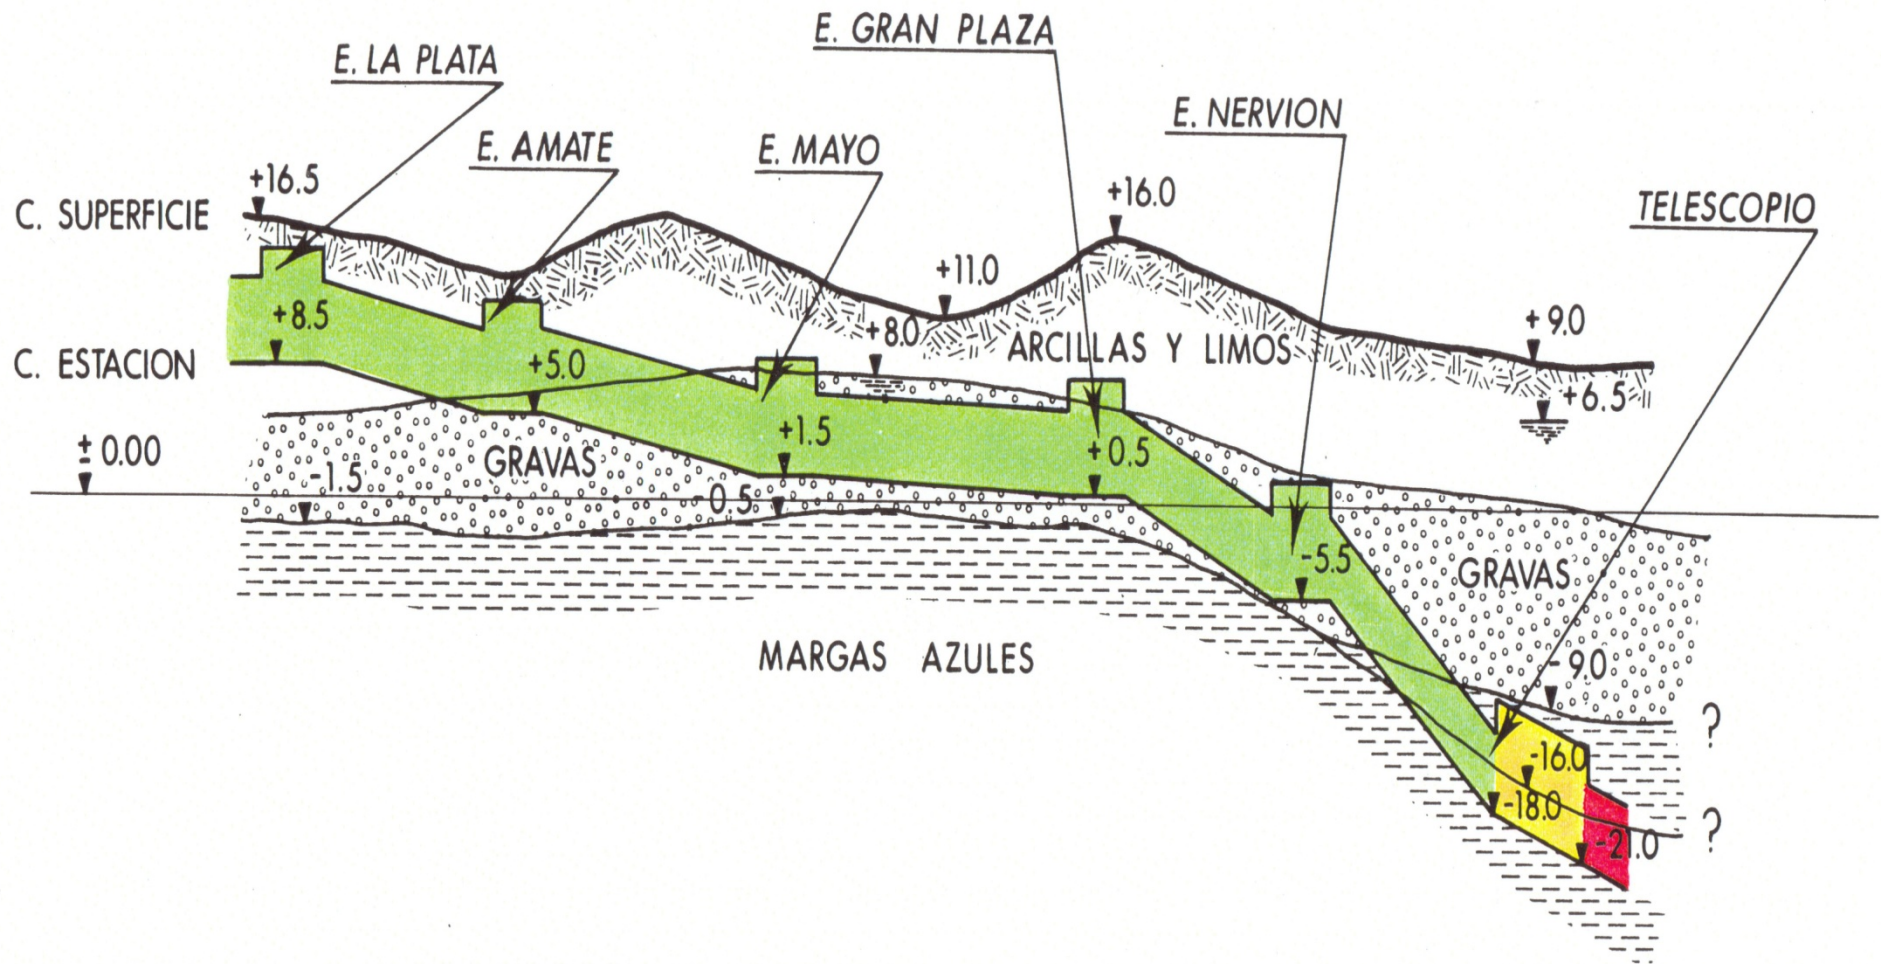 E. GRAN PLAZA
E. LA PLATA
E. NERVION
E. AMATE
E. MAYO
+16.5
+16.0
TELESCOPIO
C. SUPERFICIE
+11.0
+8.5
+8.0
ARCILLAS Y LIMOS
+9.0
C. ESTACION
+5.0
+6.5
± 0.00
+1.5
+0.5
GRAVAS
-1.5
-0.5
-5.5
GRAVAS
MARGAS AZULES
-9.0
?
-16.0
-18.0
?
-21.0